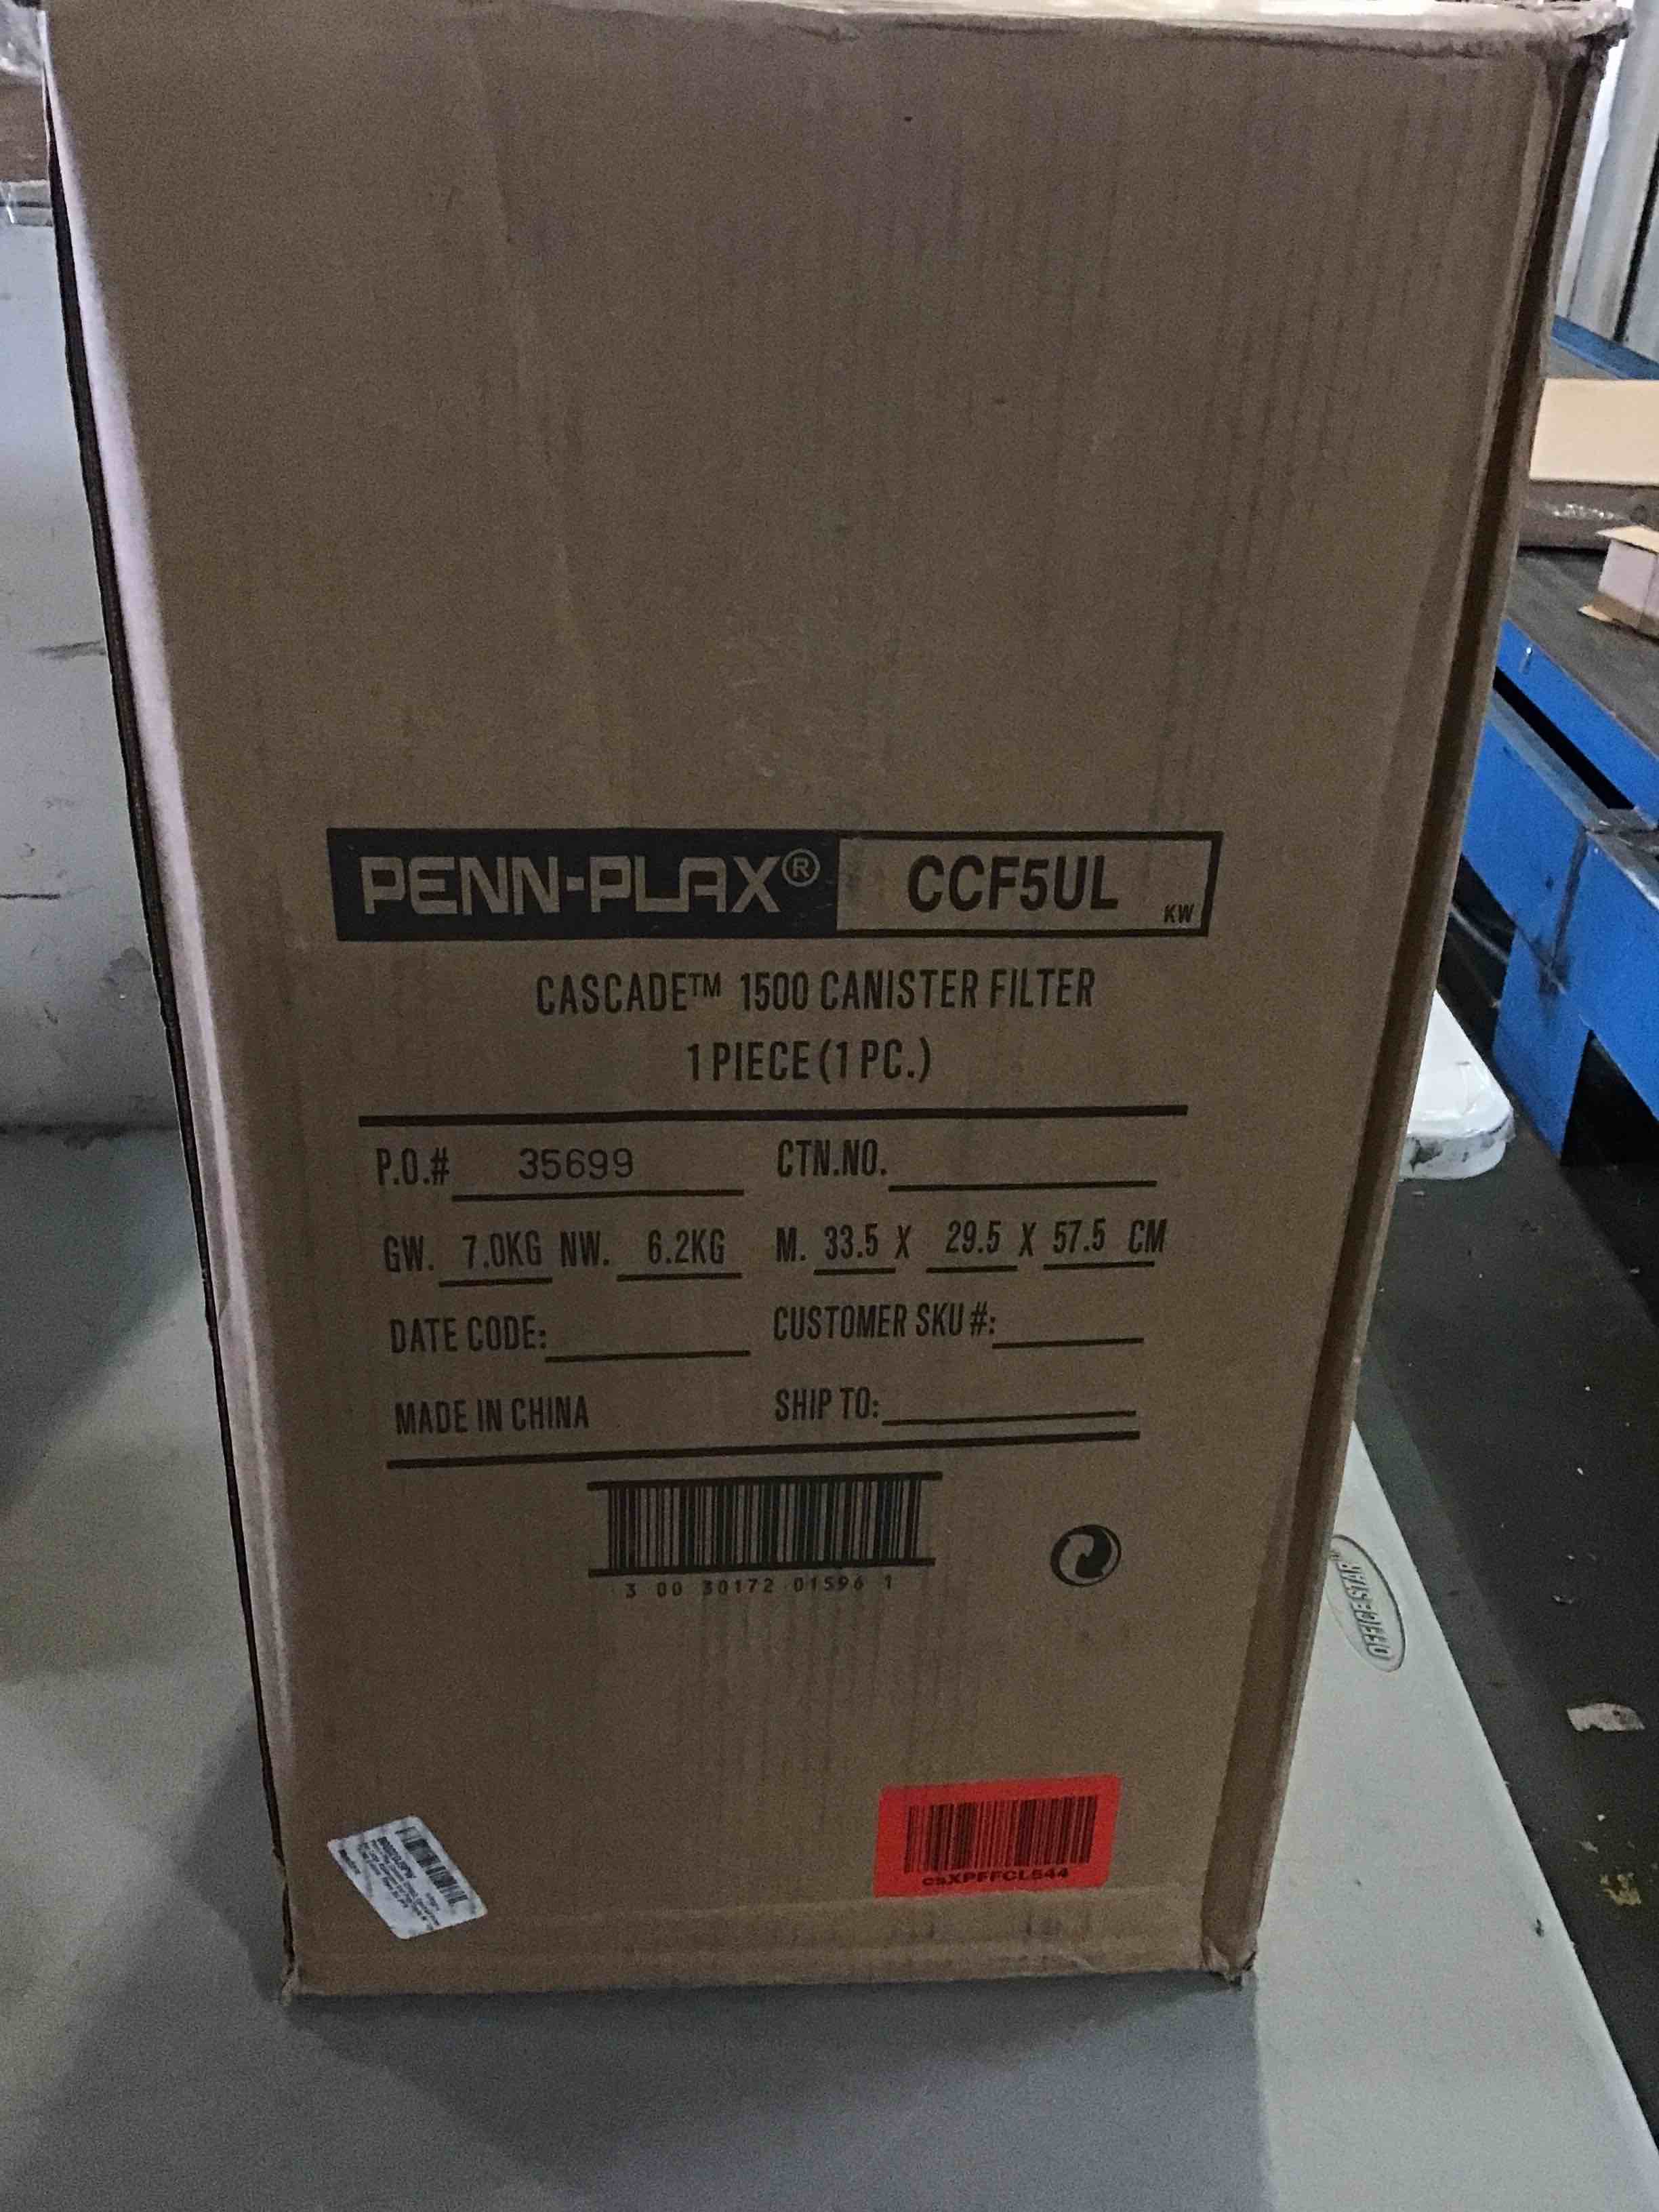 PENN-PLAX® CCF5UL KW
CASCADE™ 1500 CANISTER FILTER
1 PIECE (1 PC.)
P.O.# 35699 CTN.NO.
GW. 7.0KG NW. 6.2KG M. 33.5 X 29.5 X 57.5 CM
DATE CODE: CUSTOMER SKU #:
MADE IN CHINA SHIP TO:
3 00 30172 01596 1
OFFICE STAR
csXPFFCL544